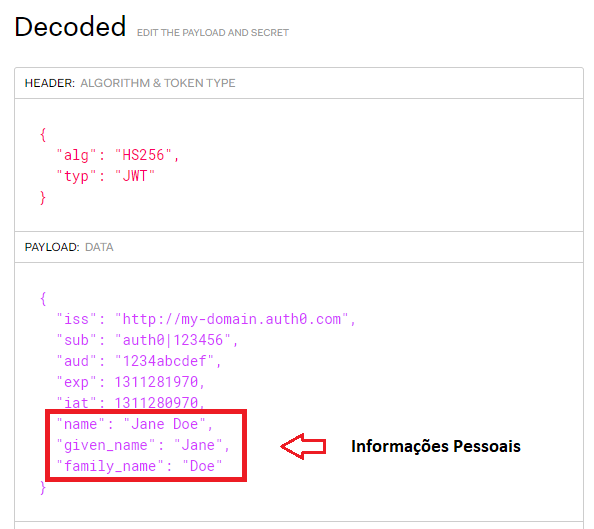 Decoded EDIT THE PAYLOAD AND SECRET
HEADER: ALGORITHM & TOKEN TYPE
{
"alg": "HS256",
"typ": "JWT"
}
PAYLOAD: DATA
{
"iss": "http://my-domain.auth0.com",
"sub": "auth0|123456",
"aud": "1234abcdef",
"exp": 1311281970,
"iat": 1311280970,
"name": "Jane Doe",
"given_name": "Jane",
"family_name": "Doe"
}
Informações Pessoais